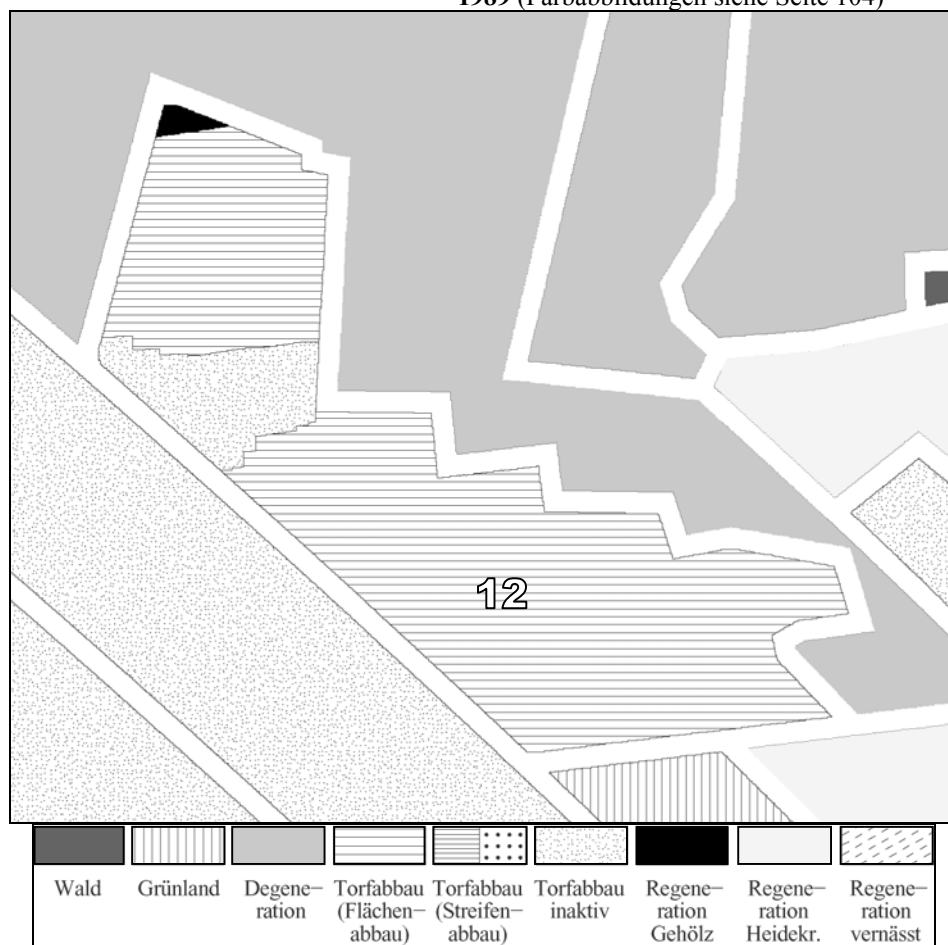 1989 (Farbabbildungen siehe Seite 104)
12
Wald Grünland Degene– Torfabbau Torfabbau Torfabbau Regene– Regene– Regene–
ration (Flächen– (Streifen– inaktiv ration ration ration
abbau) abbau) Gehölz Heidekr. vernässt